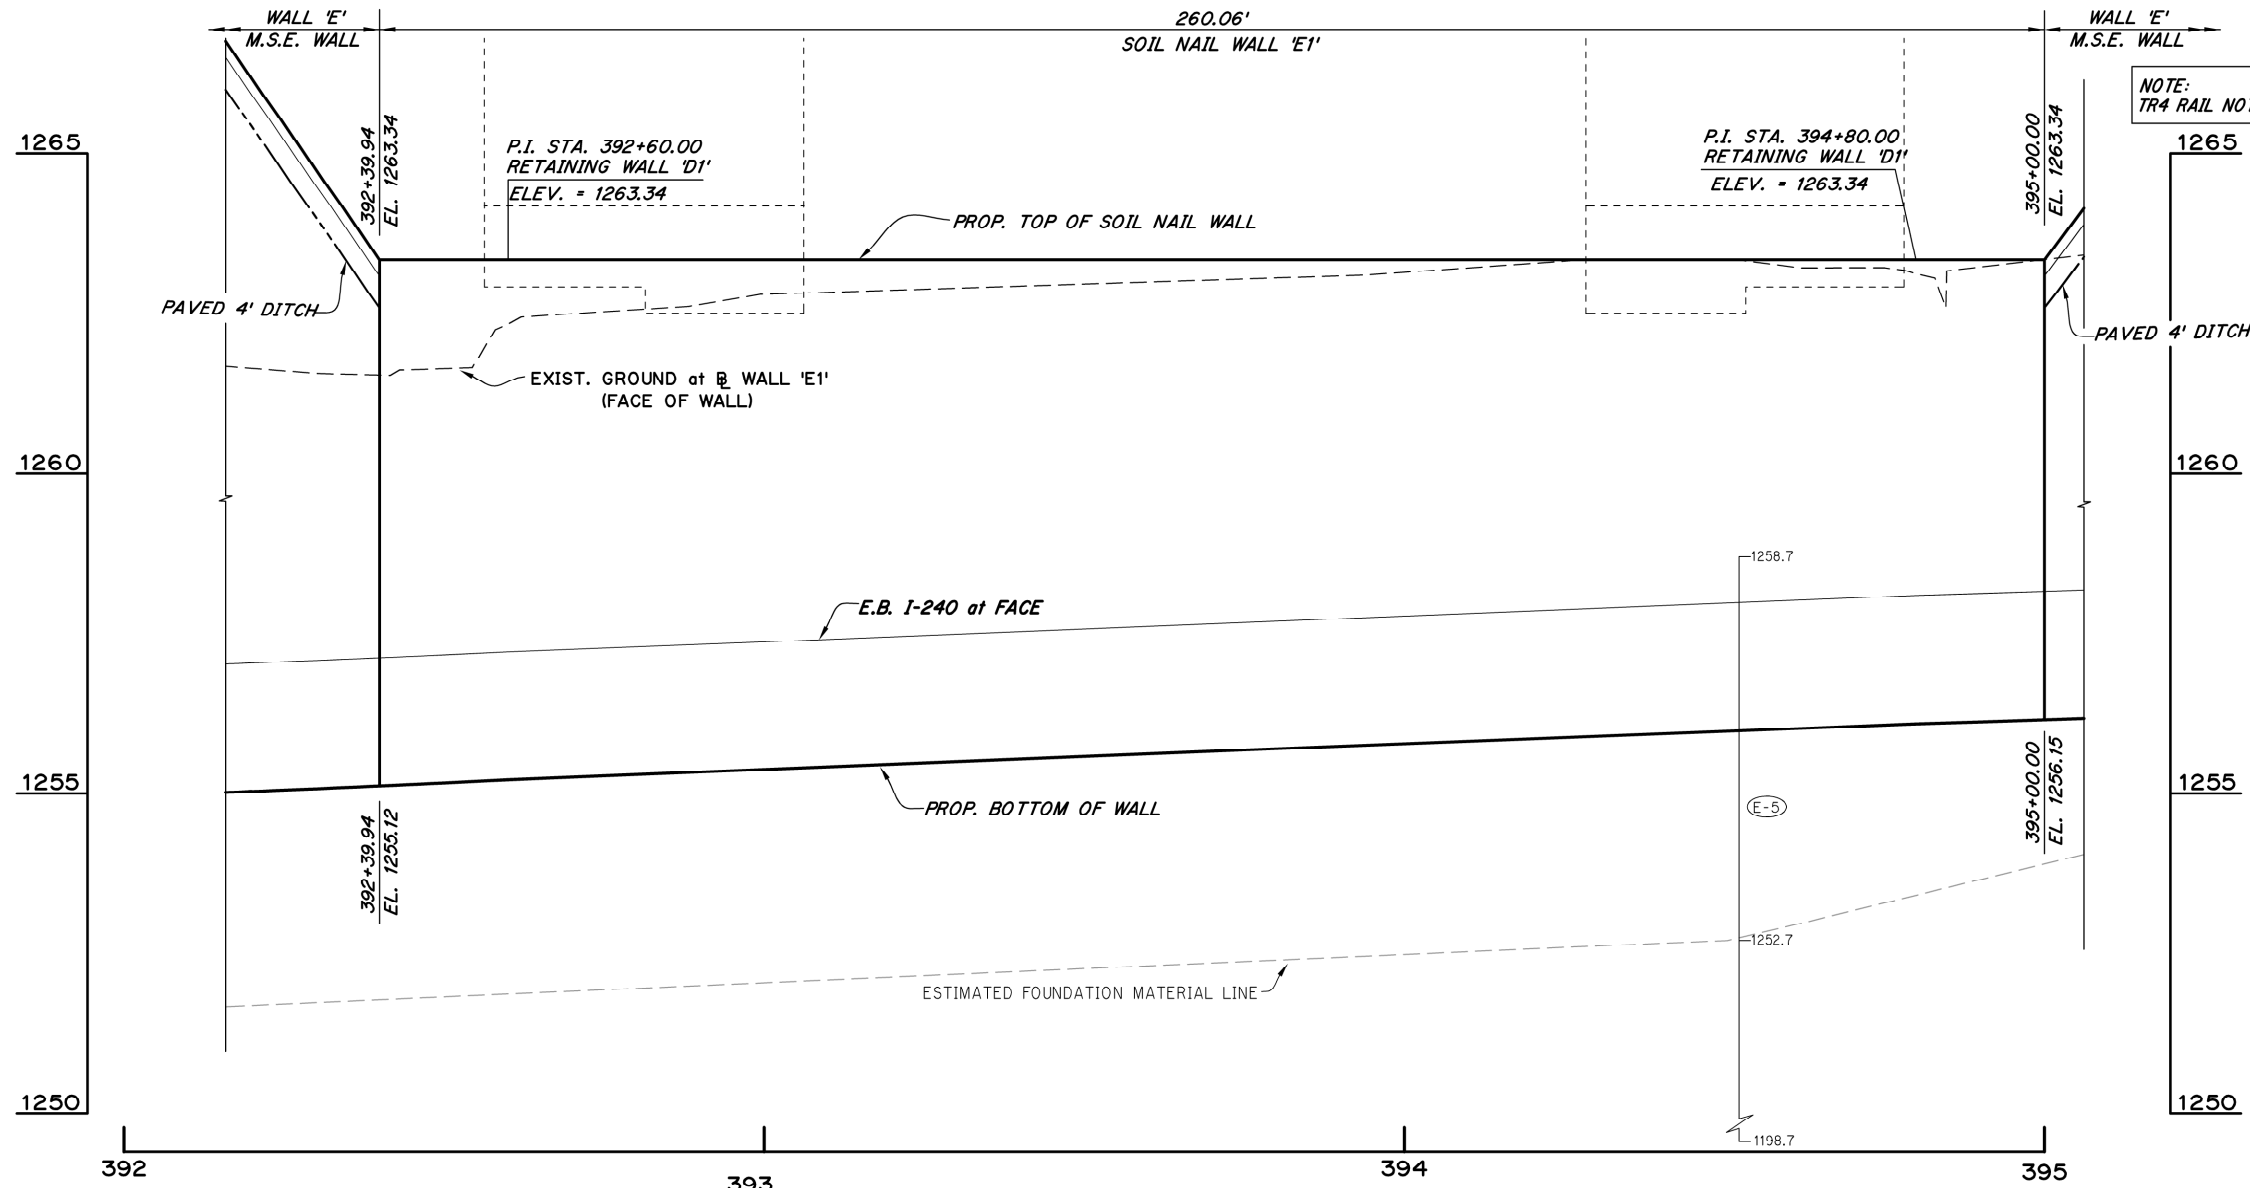 WALL 'E'
M.S.E. WALL
260.06'
SOIL NAIL WALL 'E1'
WALL 'E'
M.S.E. WALL
NOTE:
TR4 RAIL
392+39.94
EL. 1263.34
P.I. STA. 392+60.00
RETAINING WALL 'D1'
ELEV. = 1263.34
P.I. STA. 394+80.00
RETAINING WALL 'D1'
ELEV. = 1263.34
395+00.00
EL. 1263.34
1265
1265
PROP. TOP OF SOIL NAIL WALL
PAVED 4' DITCH
PAVED 4' DITCH
EXIST. GROUND at BL WALL 'E1'
(FACE OF WALL)
1260
1260
1258.7
E.B. I-240 at FACE
1255
1255
PROP. BOTTOM OF WALL
E-5
392+39.94
EL. 1255.12
395+00.00
EL. 1256.15
1252.7
ESTIMATED FOUNDATION MATERIAL LINE
1250
1250
1198.7
392
393
394
395